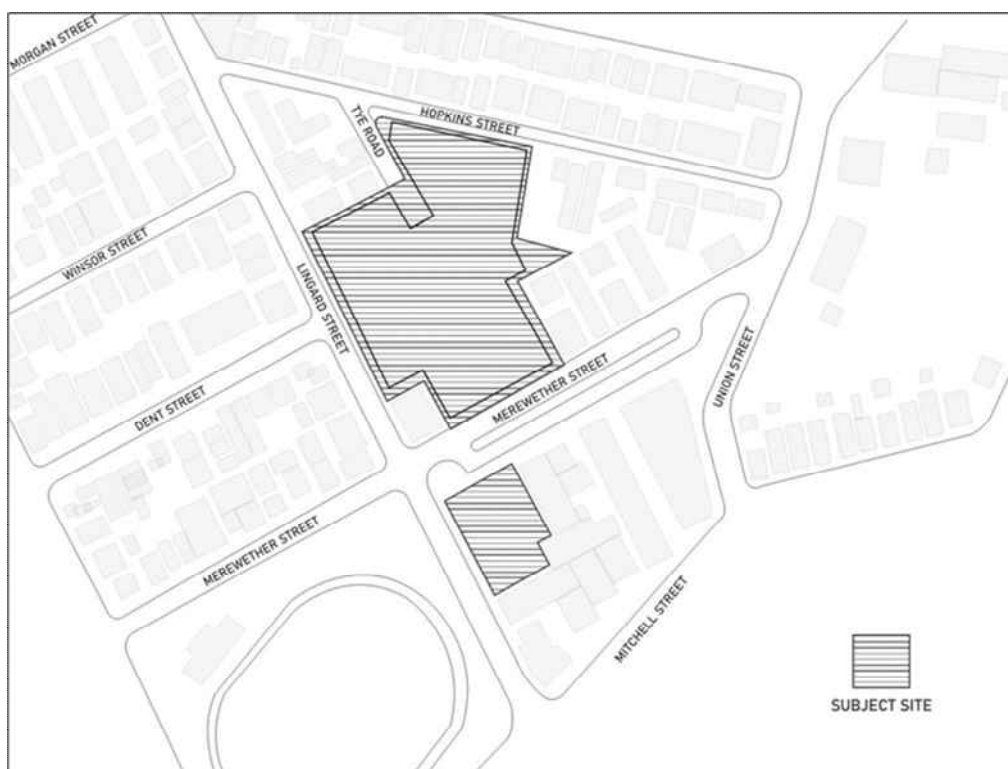 MORGAN STREET
TYE ROAD
HOPKINS STREET
WINSOR STREET
LINGARD STREET
DENT STREET
MEREWETHER STREET
UNION STREET
MEREWETHER STREET
MITCHELL STREET
SUBJECT SITE